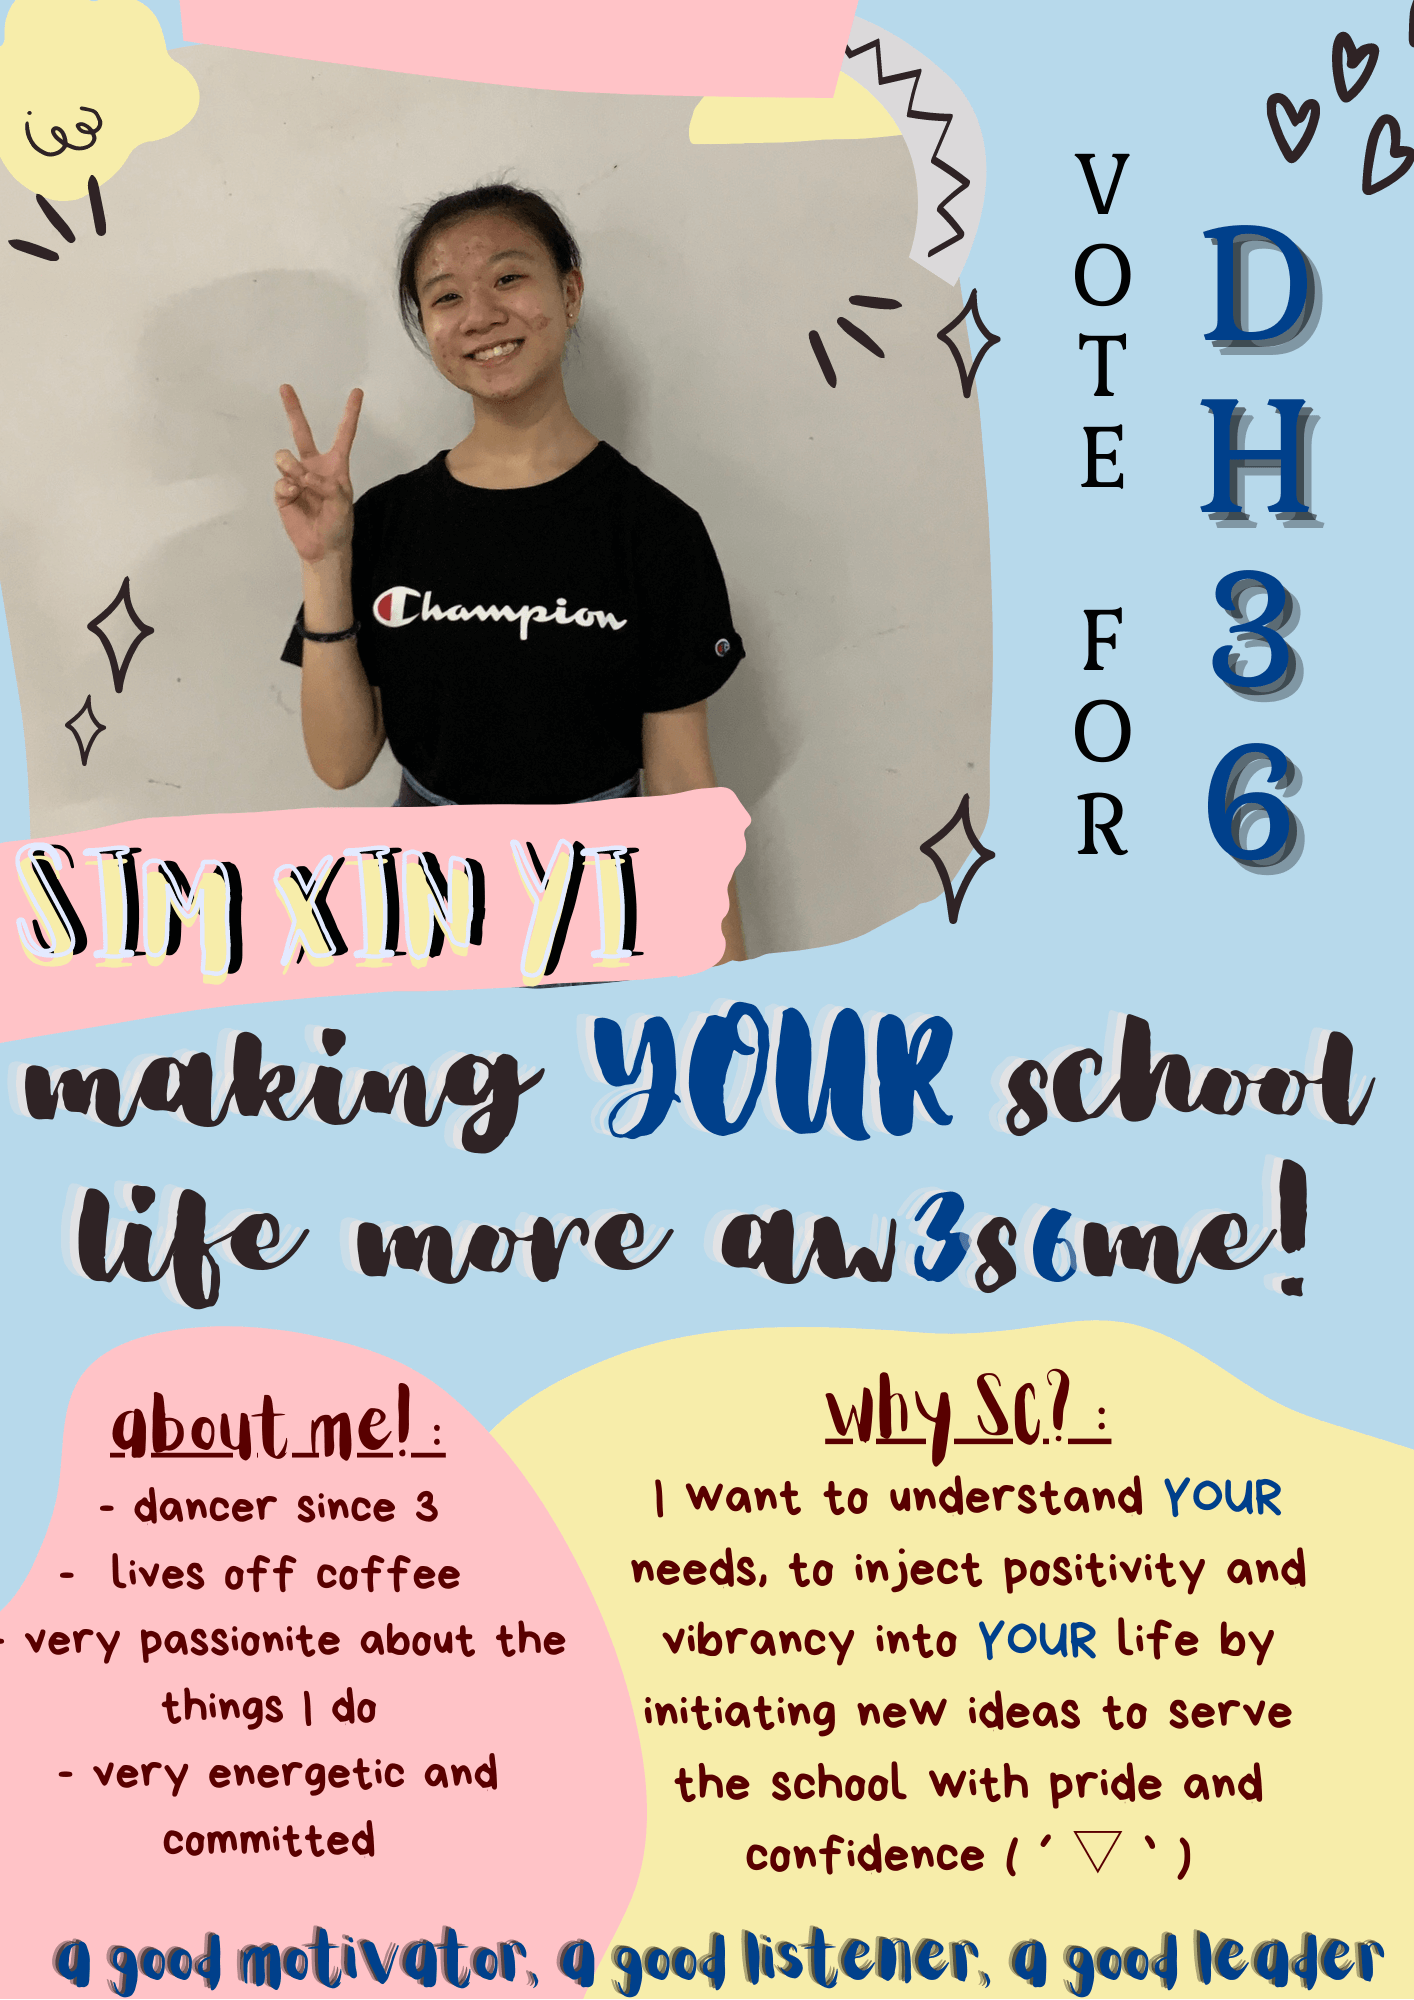 VOTE FOR
DH36
Champion
SIM XIN YI
making YOUR school
life more aw3s6me!
about me! :
- dancer since 3
- lives off coffee
- very passionite about the
things I do
- very energetic and
committed
why SC? :
I want to understand YOUR
needs, to inject positivity and
vibrancy into YOUR life by
initiating new ideas to serve
the school with pride and
confidence ( ´ ▽ ` )
a good motivator, a good listener, a good leader